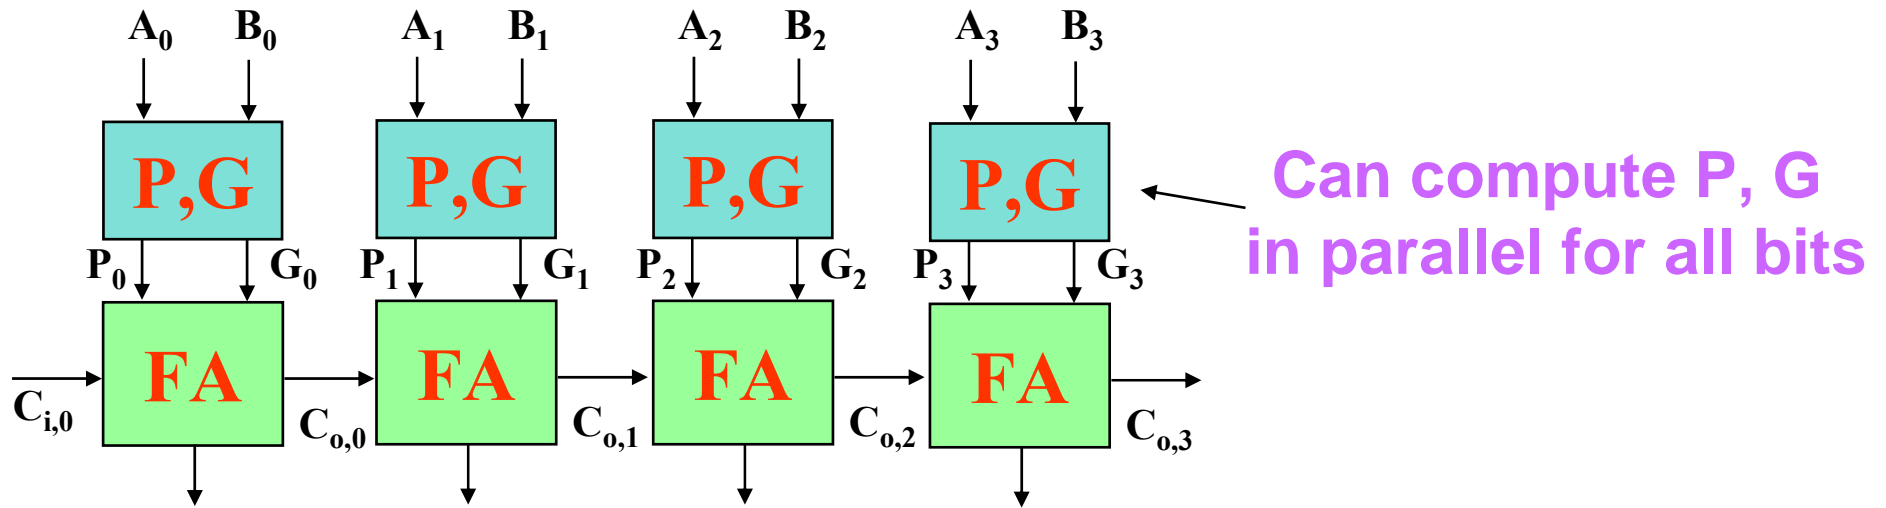 A0 B0 A1 B1 A2 B2 A3 B3
P,G P,G P,G P,G
Can compute P, G
in parallel for all bits
P0 G0 P1 G1 P2 G2 P3 G3
FA FA FA FA
Ci,0 Co,0 Co,1 Co,2 Co,3